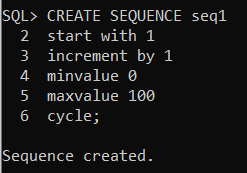 SQL> CREATE SEQUENCE seq1
2 start with 1
3 increment by 1
4 minvalue 0
5 maxvalue 100
6 cycle;
Sequence created.